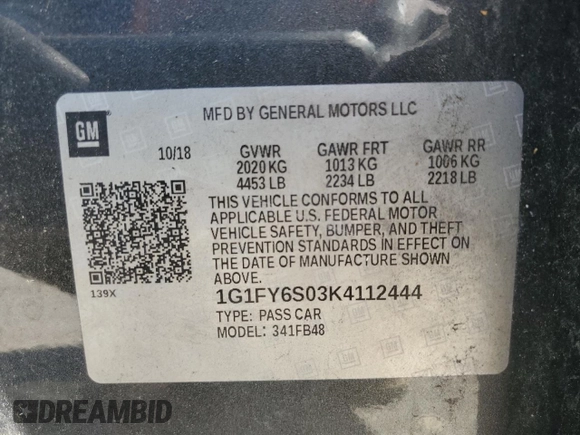 GM
MFD BY GENERAL MOTORS LLC
10/18 GVWR GAWR FRT GAWR RR
2020 KG 1013 KG 1006 KG
4453 LB 2234 LB 2218 LB
THIS VEHICLE CONFORMS TO ALL
APPLICABLE U.S. FEDERAL MOTOR
VEHICLE SAFETY, BUMPER, AND THEFT
PREVENTION STANDARDS IN EFFECT ON
THE DATE OF MANUFACTURE SHOWN
ABOVE.
139X
1G1FY6S03K4112444
TYPE: PASS CAR
MODEL: 341FB48
DREAMBID